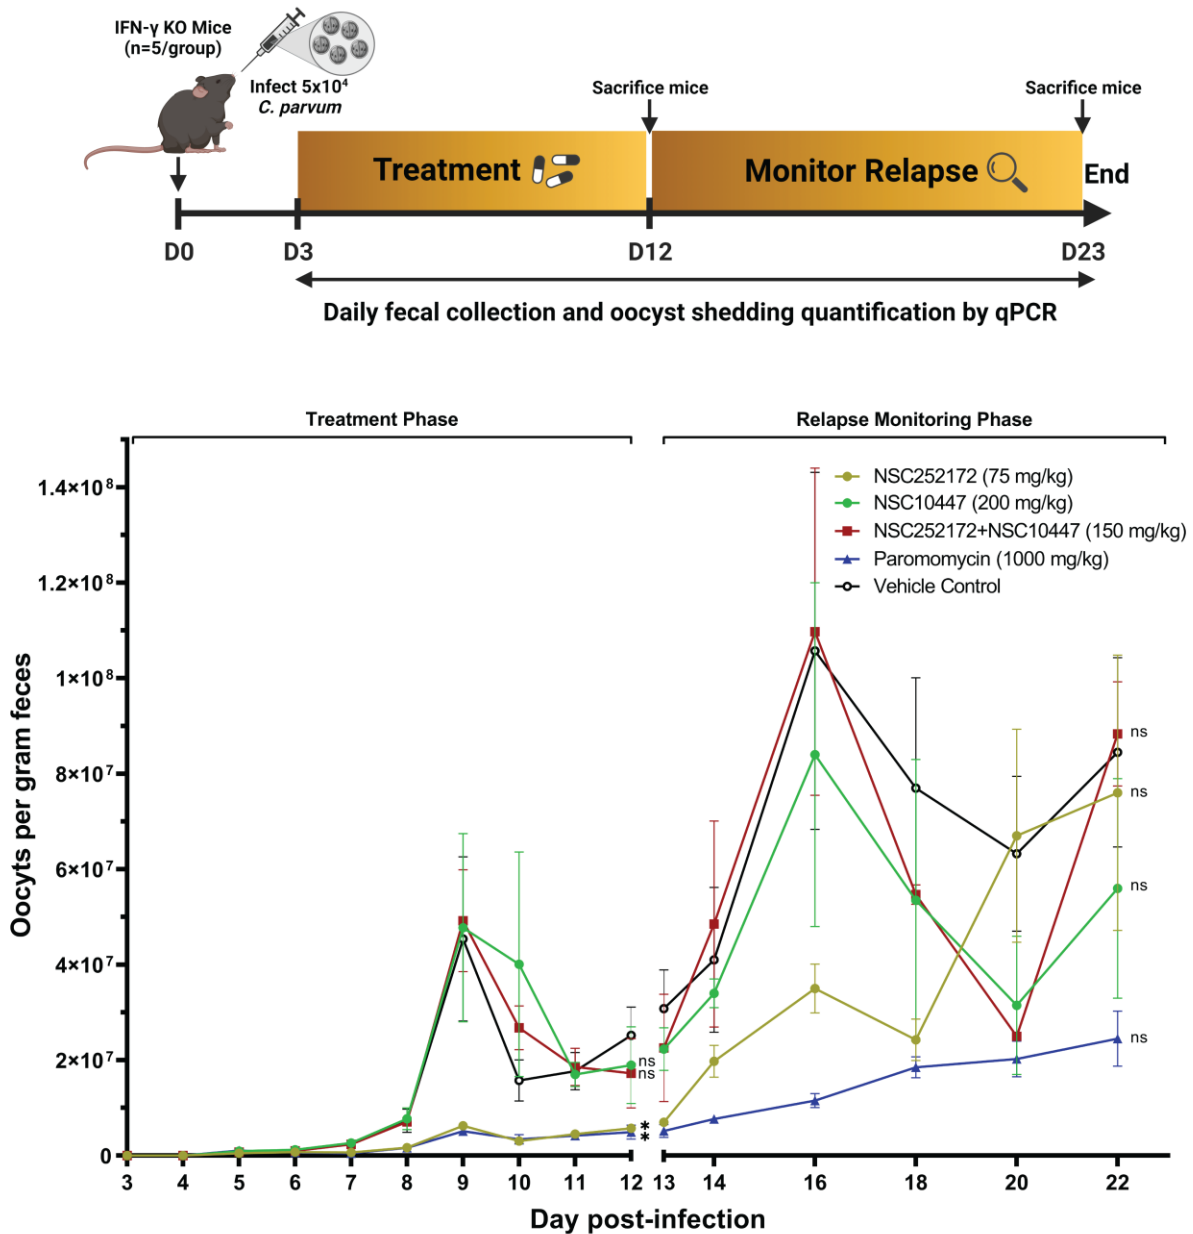 IFN-γ KO Mice
(n=5/group)
Infect 5x10⁴
C. parvum
Sacrifice mice
Sacrifice mice
Treatment
Monitor Relapse
End
D0
D3
D12
D23
Daily fecal collection and oocyst shedding quantification by qPCR
Treatment Phase
Relapse Monitoring Phase
NSC252172 (75 mg/kg)
NSC10447 (200 mg/kg)
NSC252172+NSC10447 (150 mg/kg)
Paromomycin (1000 mg/kg)
Vehicle Control
Oocyts per gram feces
1.4×10⁸
1.2×10⁸
1×10⁸
8×10⁷
6×10⁷
4×10⁷
2×10⁷
0
ns
ns
*
*
ns
ns
ns
ns
3 4 5 6 7 8 9 10 11 12 13 14 16 18 20 22
Day post-infection